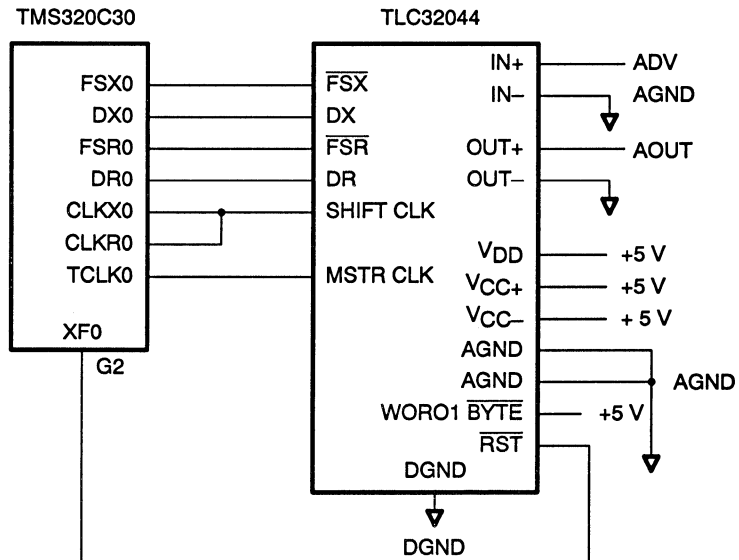 TMS320C30
TLC32044
FSX0
DX0
FSR0
DR0
CLKX0
CLKR0
TCLK0
XF0
G2
FSX
DX
FSR
DR
SHIFT CLK
MSTR CLK
IN+
IN–
OUT+
OUT–
VDD
VCC+
VCC–
AGND
AGND
WORO1 BYTE
RST
DGND
DGND
ADV
AGND
AOUT
+5 V
+5 V
+ 5 V
AGND
+5 V